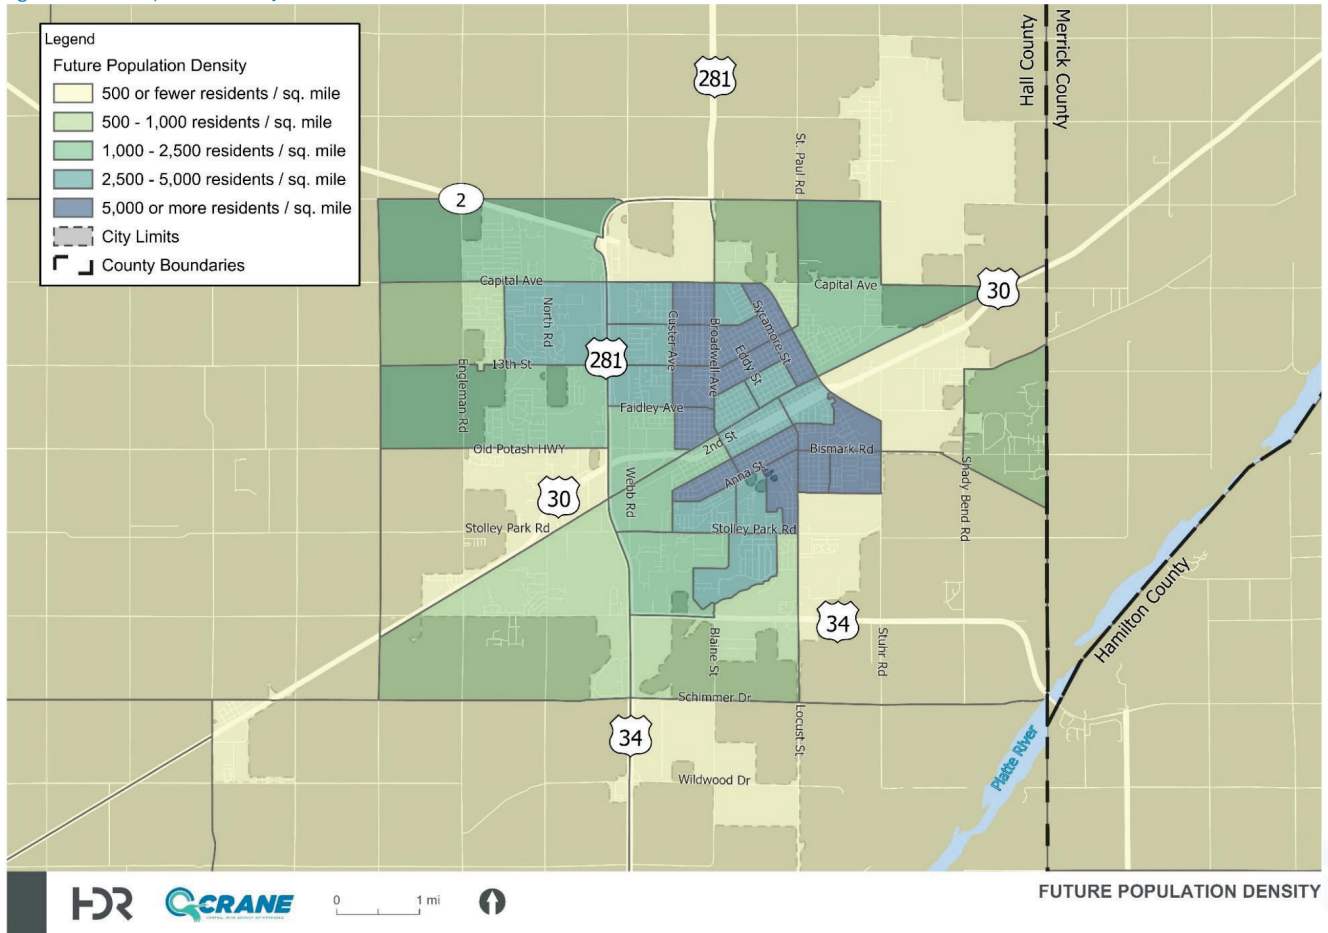 Legend
Future Population Density
500 or fewer residents / sq. mile
500 - 1,000 residents / sq. mile
1,000 - 2,500 residents / sq. mile
2,500 - 5,000 residents / sq. mile
5,000 or more residents / sq. mile
City Limits
County Boundaries
Hall County
Merrick County
281
St. Paul Rd
2
Capital Ave
Capital Ave
30
North Rd
Custer Ave
Broadwell Ave
Sycamore St
Eddy St
281
13th St
Engleman Rd
Faidley Ave
2nd St
Old Potash HWY
Bismark Rd
Anna St
Webb Rd
Shady Bend Rd
30
Stolley Park Rd
Stolley Park Rd
34
Blaine St
Stuhr Rd
Hamilton County
Schimmer Dr
Locust St
34
Platte River
Wildwood Dr
HDR
CRANE
0
1 mi
FUTURE POPULATION DENSITY